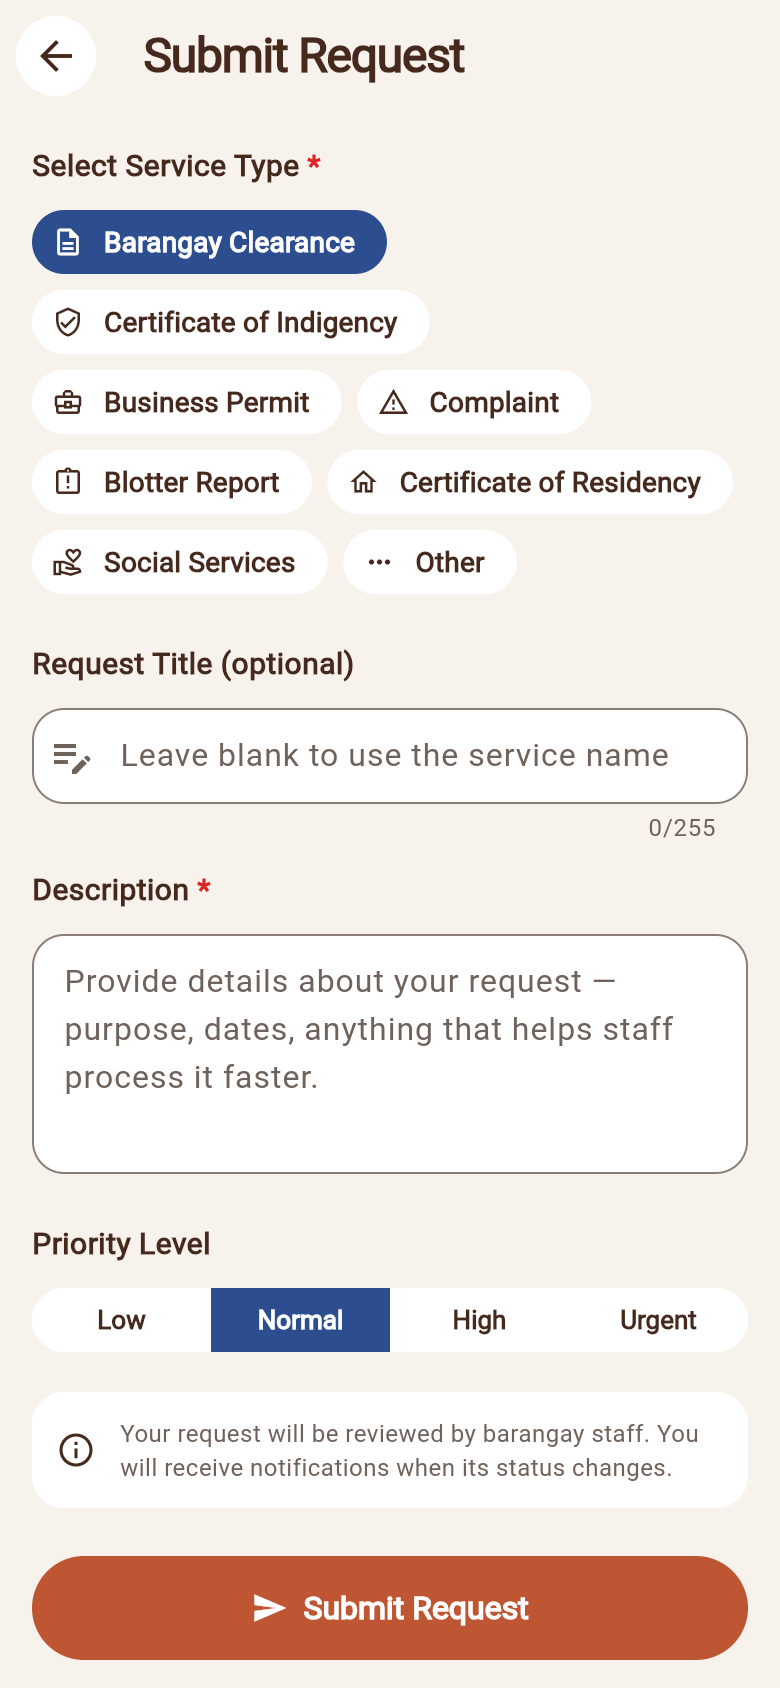 Submit Request
Select Service Type *
Barangay Clearance
Certificate of Indigency
Business Permit
Complaint
Blotter Report
Certificate of Residency
Social Services
Other
Request Title (optional)
Leave blank to use the service name
0/255
Description *
Provide details about your request —
purpose, dates, anything that helps staff
process it faster.
Priority Level
Low
Normal
High
Urgent
Your request will be reviewed by barangay staff. You
will receive notifications when its status changes.
Submit Request